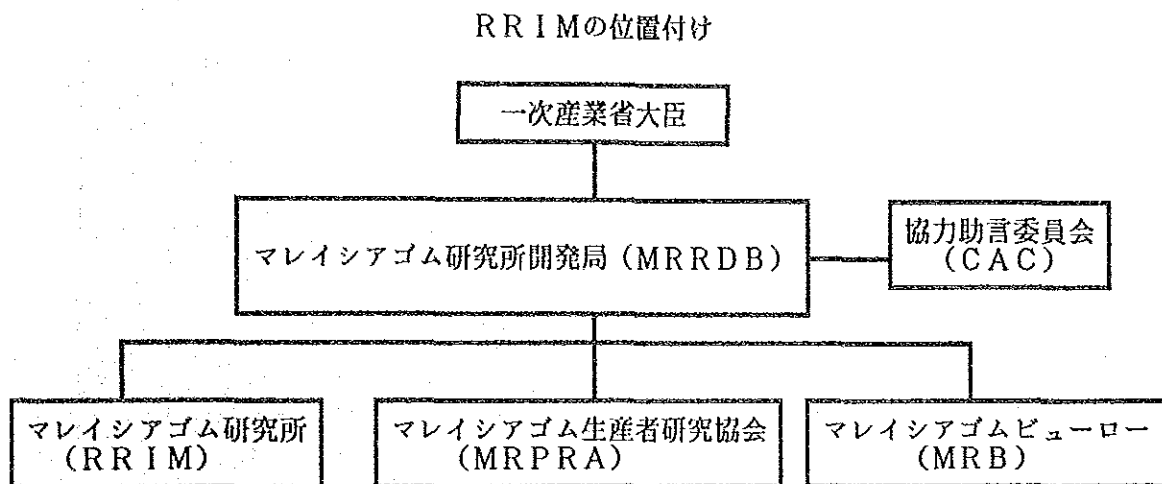 RRIMの位置付け
一次産業省大臣
マレイシアゴム研究所開発局(MRRDB)
協力助言委員会
(CAC)
マレイシアゴム研究所
(RRIM)
マレイシアゴム生産者研究協会
(MRPRA)
マレイシアゴムビューロー
(MRB)